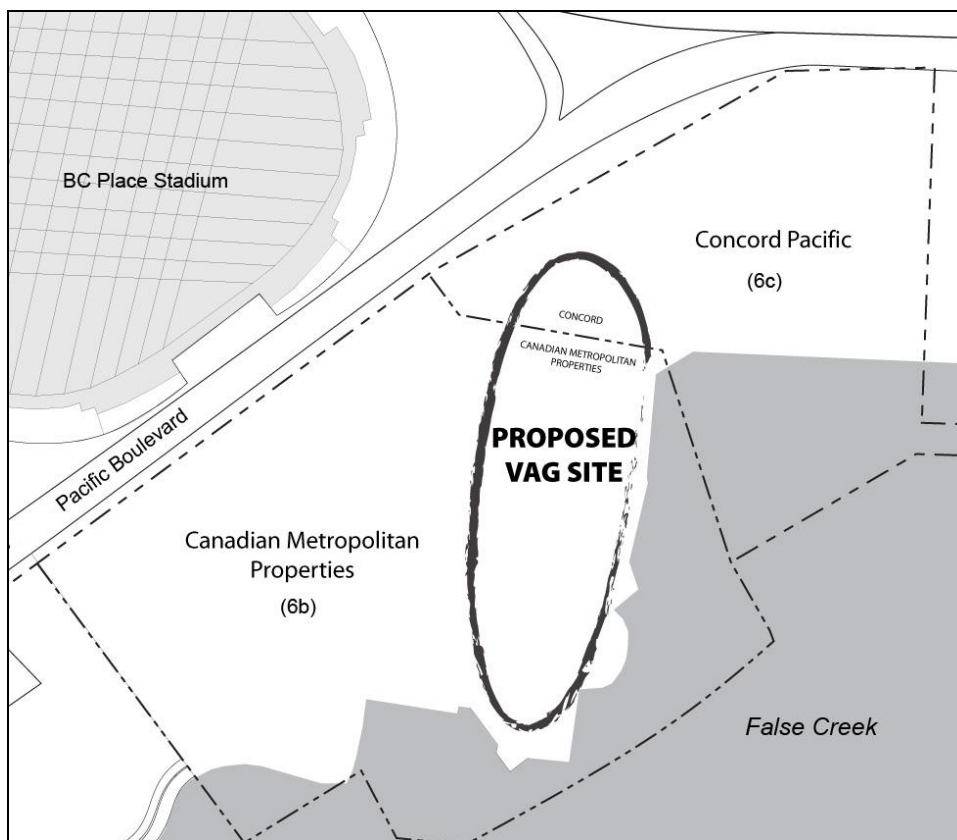 BC Place Stadium
Concord Pacific
(6c)
CONCORD
CANADIAN METROPOLITAN
PROPERTIES
PROPOSED
VAG SITE
Pacific Boulevard
Canadian Metropolitan
Properties
(6b)
False Creek